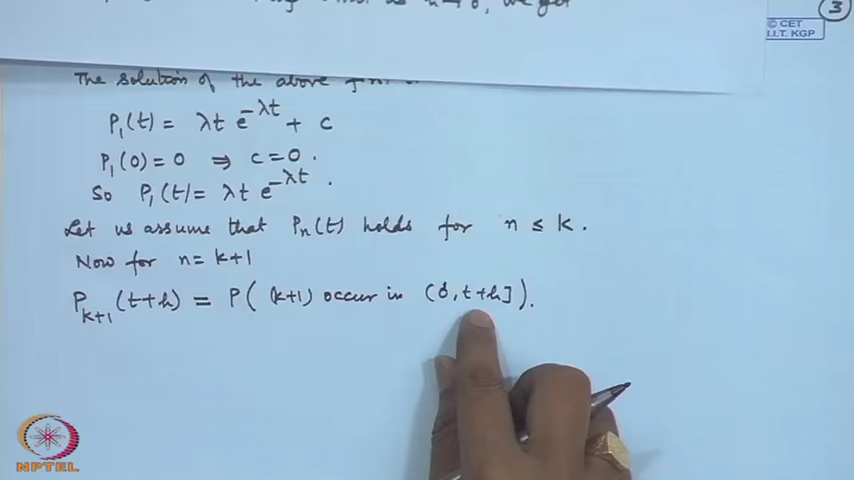 3
© CET
I.I.T. KGP
The solution of the above
P₁(t) = λt e^{-λt} + c
P₁(0) = 0 ⇒ c = 0.
So P₁(t) = λt e^{-λt}.
Let us assume that Pₙ(t) holds for n ≤ k.
Now for n = k+1
P_{k+1}(t+h) = P( (k+1) occur in (0, t+h] ).
NPTEL